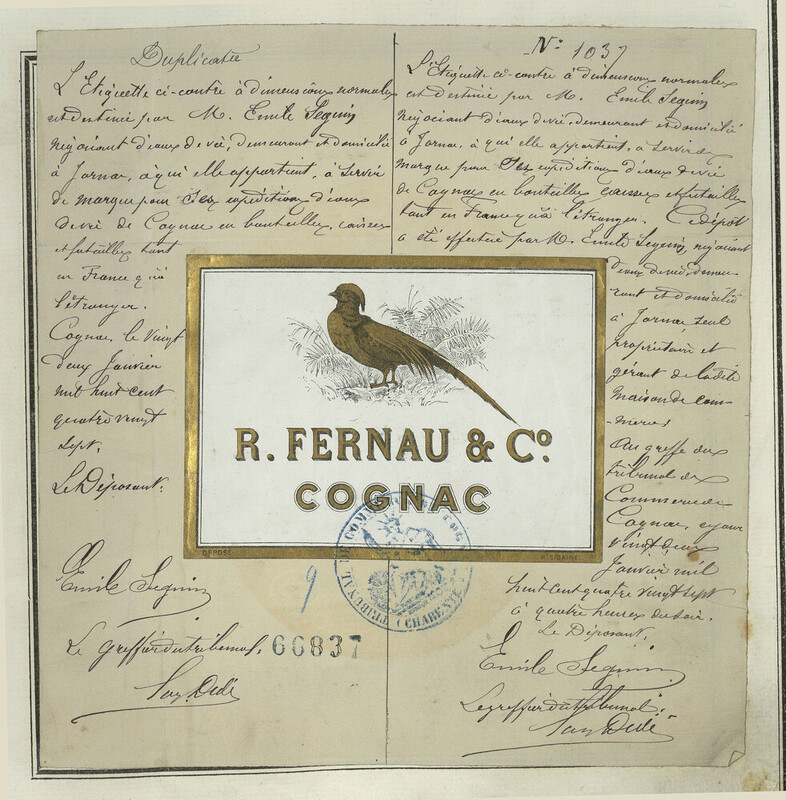 Duplicata
L'Etiquette ci-contre à dimensions normales
est destinée par M. Emile Seguin
négociant d'eaux de vie, demeurant et domicilié
à Jarnac, à qui elle appartient, à servir
de marque pour ses expéditions d'eaux
de vie de Cognac en bouteilles, caisses
et futailles tant
en France qu'à
l'étranger.
Cognac, le vingt
deux Janvier
mil huit cent
quatre vingt
sept.
Le Déposant:
Emile Seguin
Le greffier du tribunal,
N° 1037
L'Etiquette ci-contre à dimensions normales
est destinée par M. Emile Seguin
négociant d'eaux de vie, demeurant et domicilié
à Jarnac, à qui elle appartient, à servir de
marque pour ses expéditions d'eaux de vie
de Cognac en bouteilles caisses et futailles
tant en France qu'à l'étranger. Ce dépôt
a été effectué par M. Emile Seguin, négociant
d'eaux de vie, demeu-
rant et domicilié
à Jarnac, seul
propriétaire et
gérant de la dite
maison de com-
merce.
Au greffe du
tribunal de
Commerce de
Cognac, ce jour
vingt deux
Janvier mil
huit cent quatre vingt sept
à quatre heures du soir.
Le Déposant,
Emile Seguin
Le greffier du tribunal,
R. FERNAU & Co.
COGNAC
DÉPOSÉ
TRIBUNAL DE COMMERCE
(CHARENTE)
9
66837